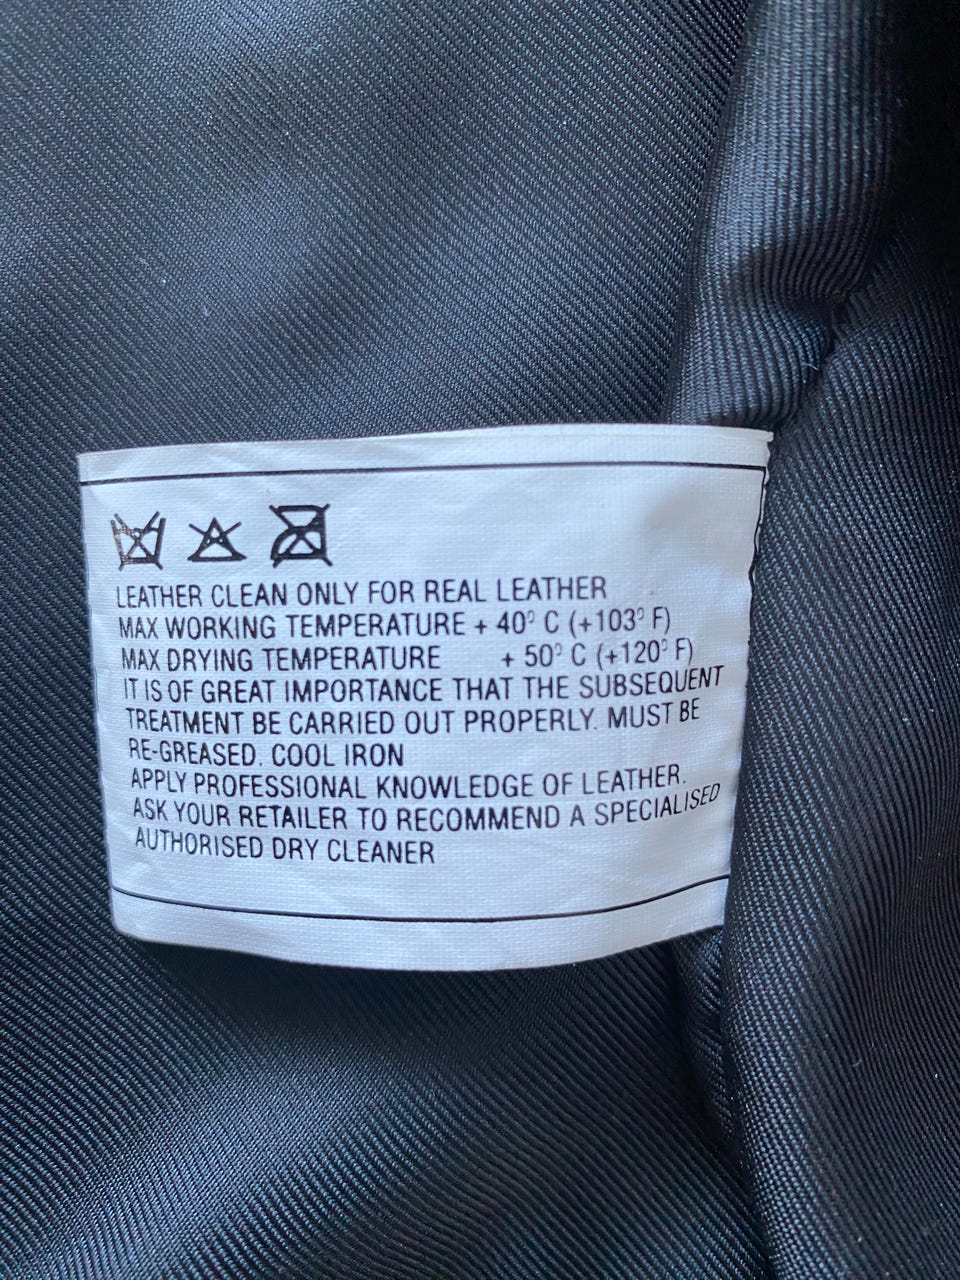 LEATHER CLEAN ONLY FOR REAL LEATHER
MAX WORKING TEMPERATURE + 40° C (+103° F)
MAX DRYING TEMPERATURE + 50° C (+120° F)
IT IS OF GREAT IMPORTANCE THAT THE SUBSEQUENT
TREATMENT BE CARRIED OUT PROPERLY. MUST BE
RE-GREASED. COOL IRON
APPLY PROFESSIONAL KNOWLEDGE OF LEATHER.
ASK YOUR RETAILER TO RECOMMEND A SPECIALISED
AUTHORISED DRY CLEANER